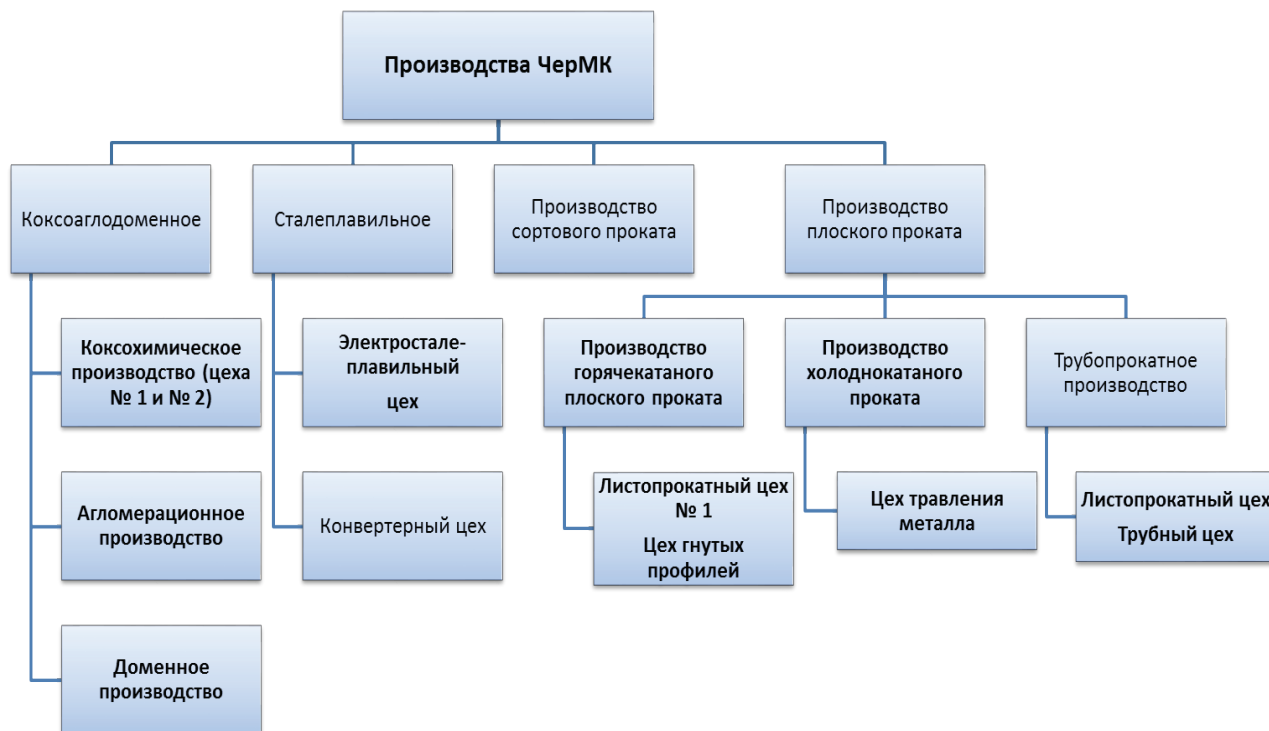 Производства ЧерМК
Коксоаглодоменное
Сталеплавильное
Производство
сортового проката
Производство
плоского проката
Коксохимическое
производство (цеха
№ 1 и № 2)
Электростале-
плавильный
цех
Производство
горячекатаного
плоского проката
Производство
холоднокатаного
проката
Трубопрокатное
производство
Агломерационное
производство
Конвертерный цех
Листопрокатный цех
№ 1
Цех гнутых
профилей
Цех травления
металла
Листопрокатный цех
Трубный цех
Доменное
производство